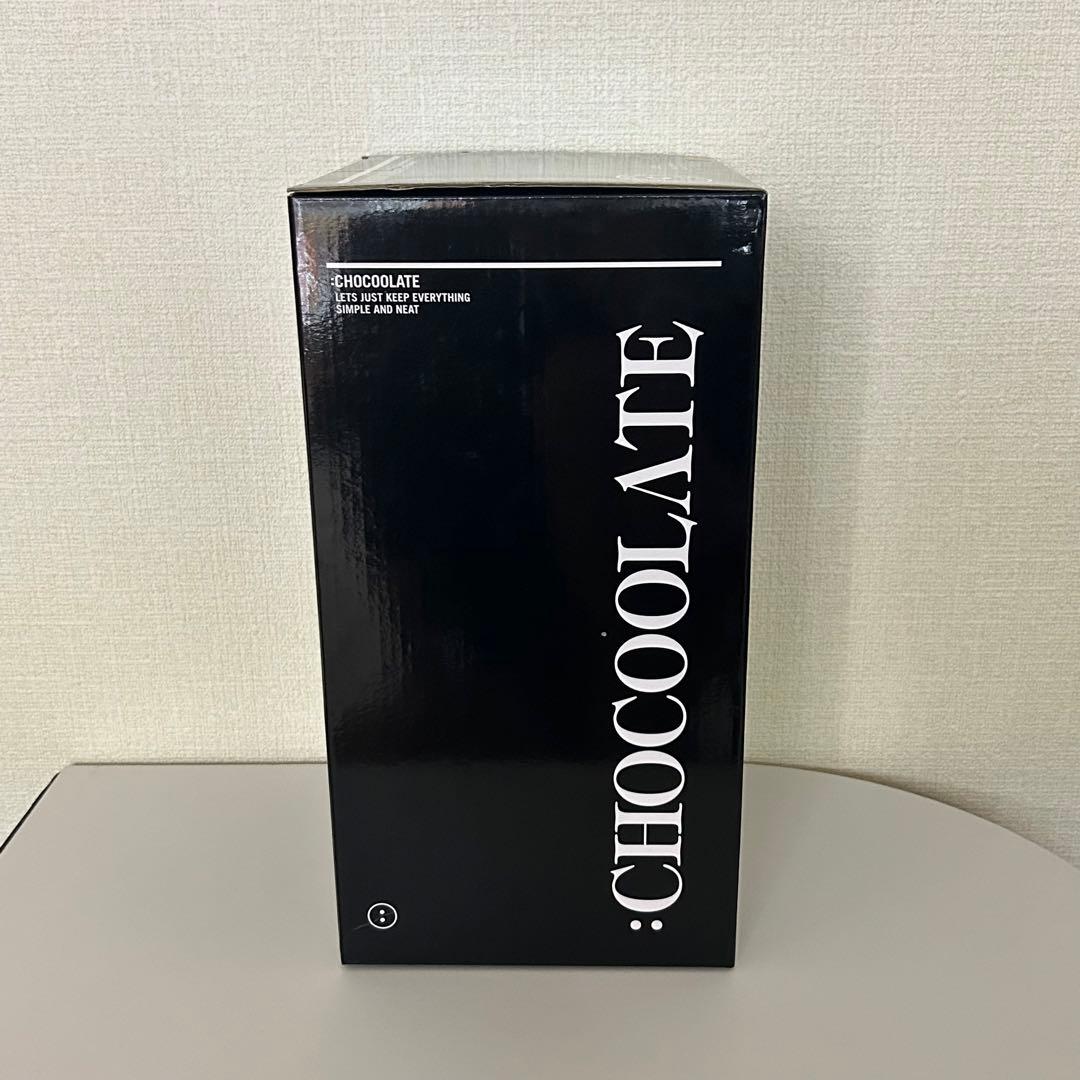 :CHOCOOLATE
LETS JUST KEEP EVERYTHING
SIMPLE AND NEAT
:CHOCOOLATE